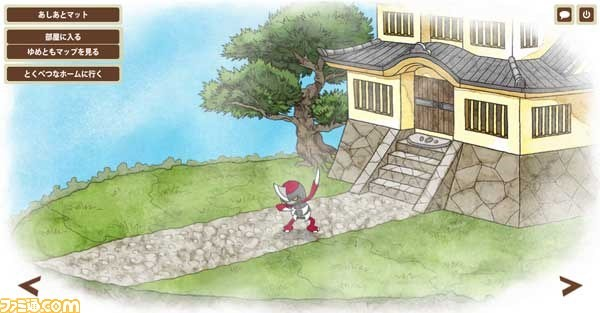 あしあとマット
部屋に入る
ゆめともマップを見る
とくべつなホームに行く
ファミ通.com